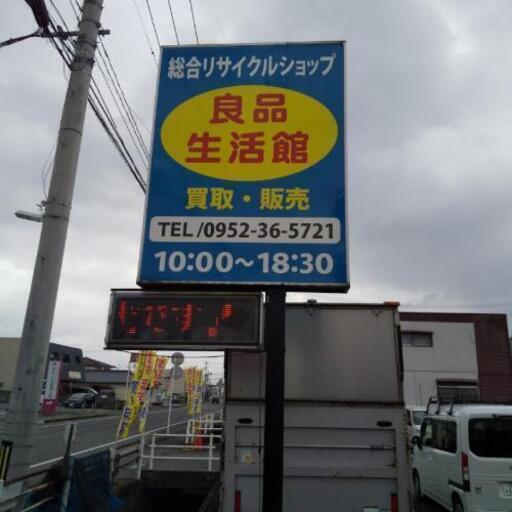 総合リサイクルショップ
良品
生活館
買取・販売
TEL/0952-36-5721
10:00～18:30